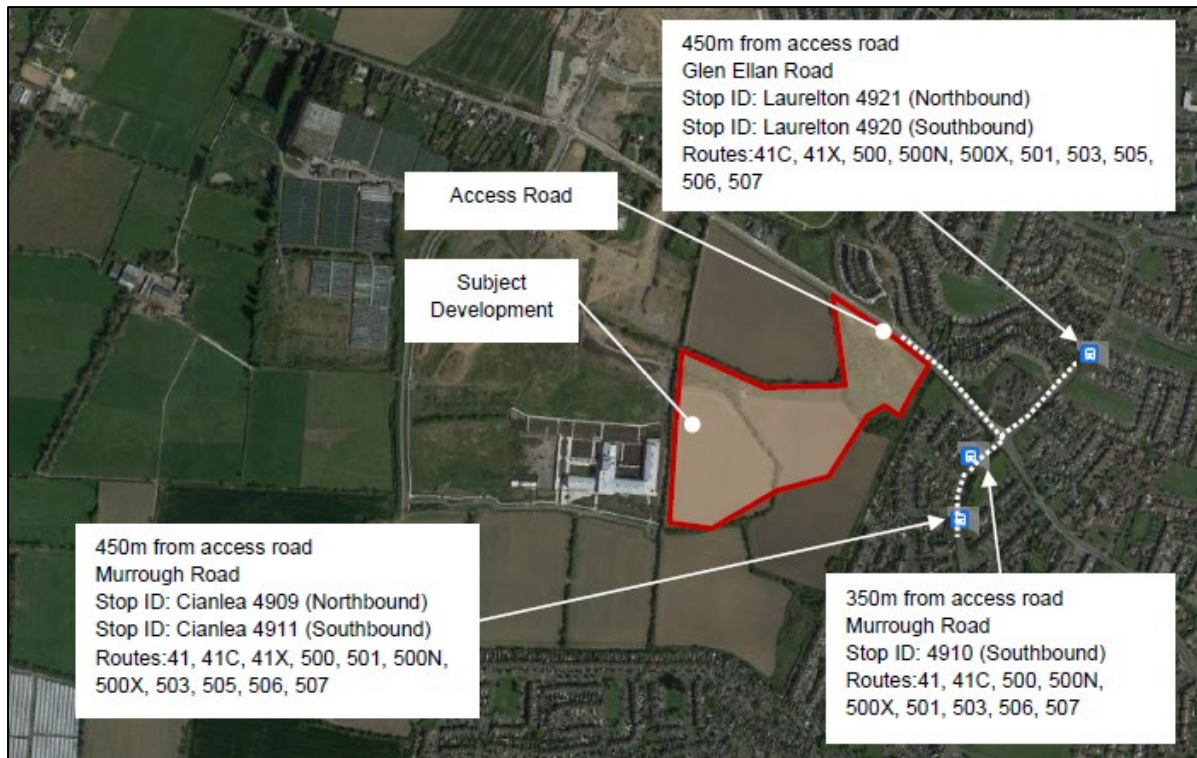 450m from access road
Glen Ellan Road
Stop ID: Laurelton 4921 (Northbound)
Stop ID: Laurelton 4920 (Southbound)
Routes:41C, 41X, 500, 500N, 500X, 501, 503, 505,
506, 507
Access Road
Subject
Development
450m from access road
Murrough Road
Stop ID: Cianlea 4909 (Northbound)
Stop ID: Cianlea 4911 (Southbound)
Routes:41, 41C, 41X, 500, 501, 500N,
500X, 503, 505, 506, 507
350m from access road
Murrough Road
Stop ID: 4910 (Southbound)
Routes:41, 41C, 500, 500N,
500X, 501, 503, 506, 507